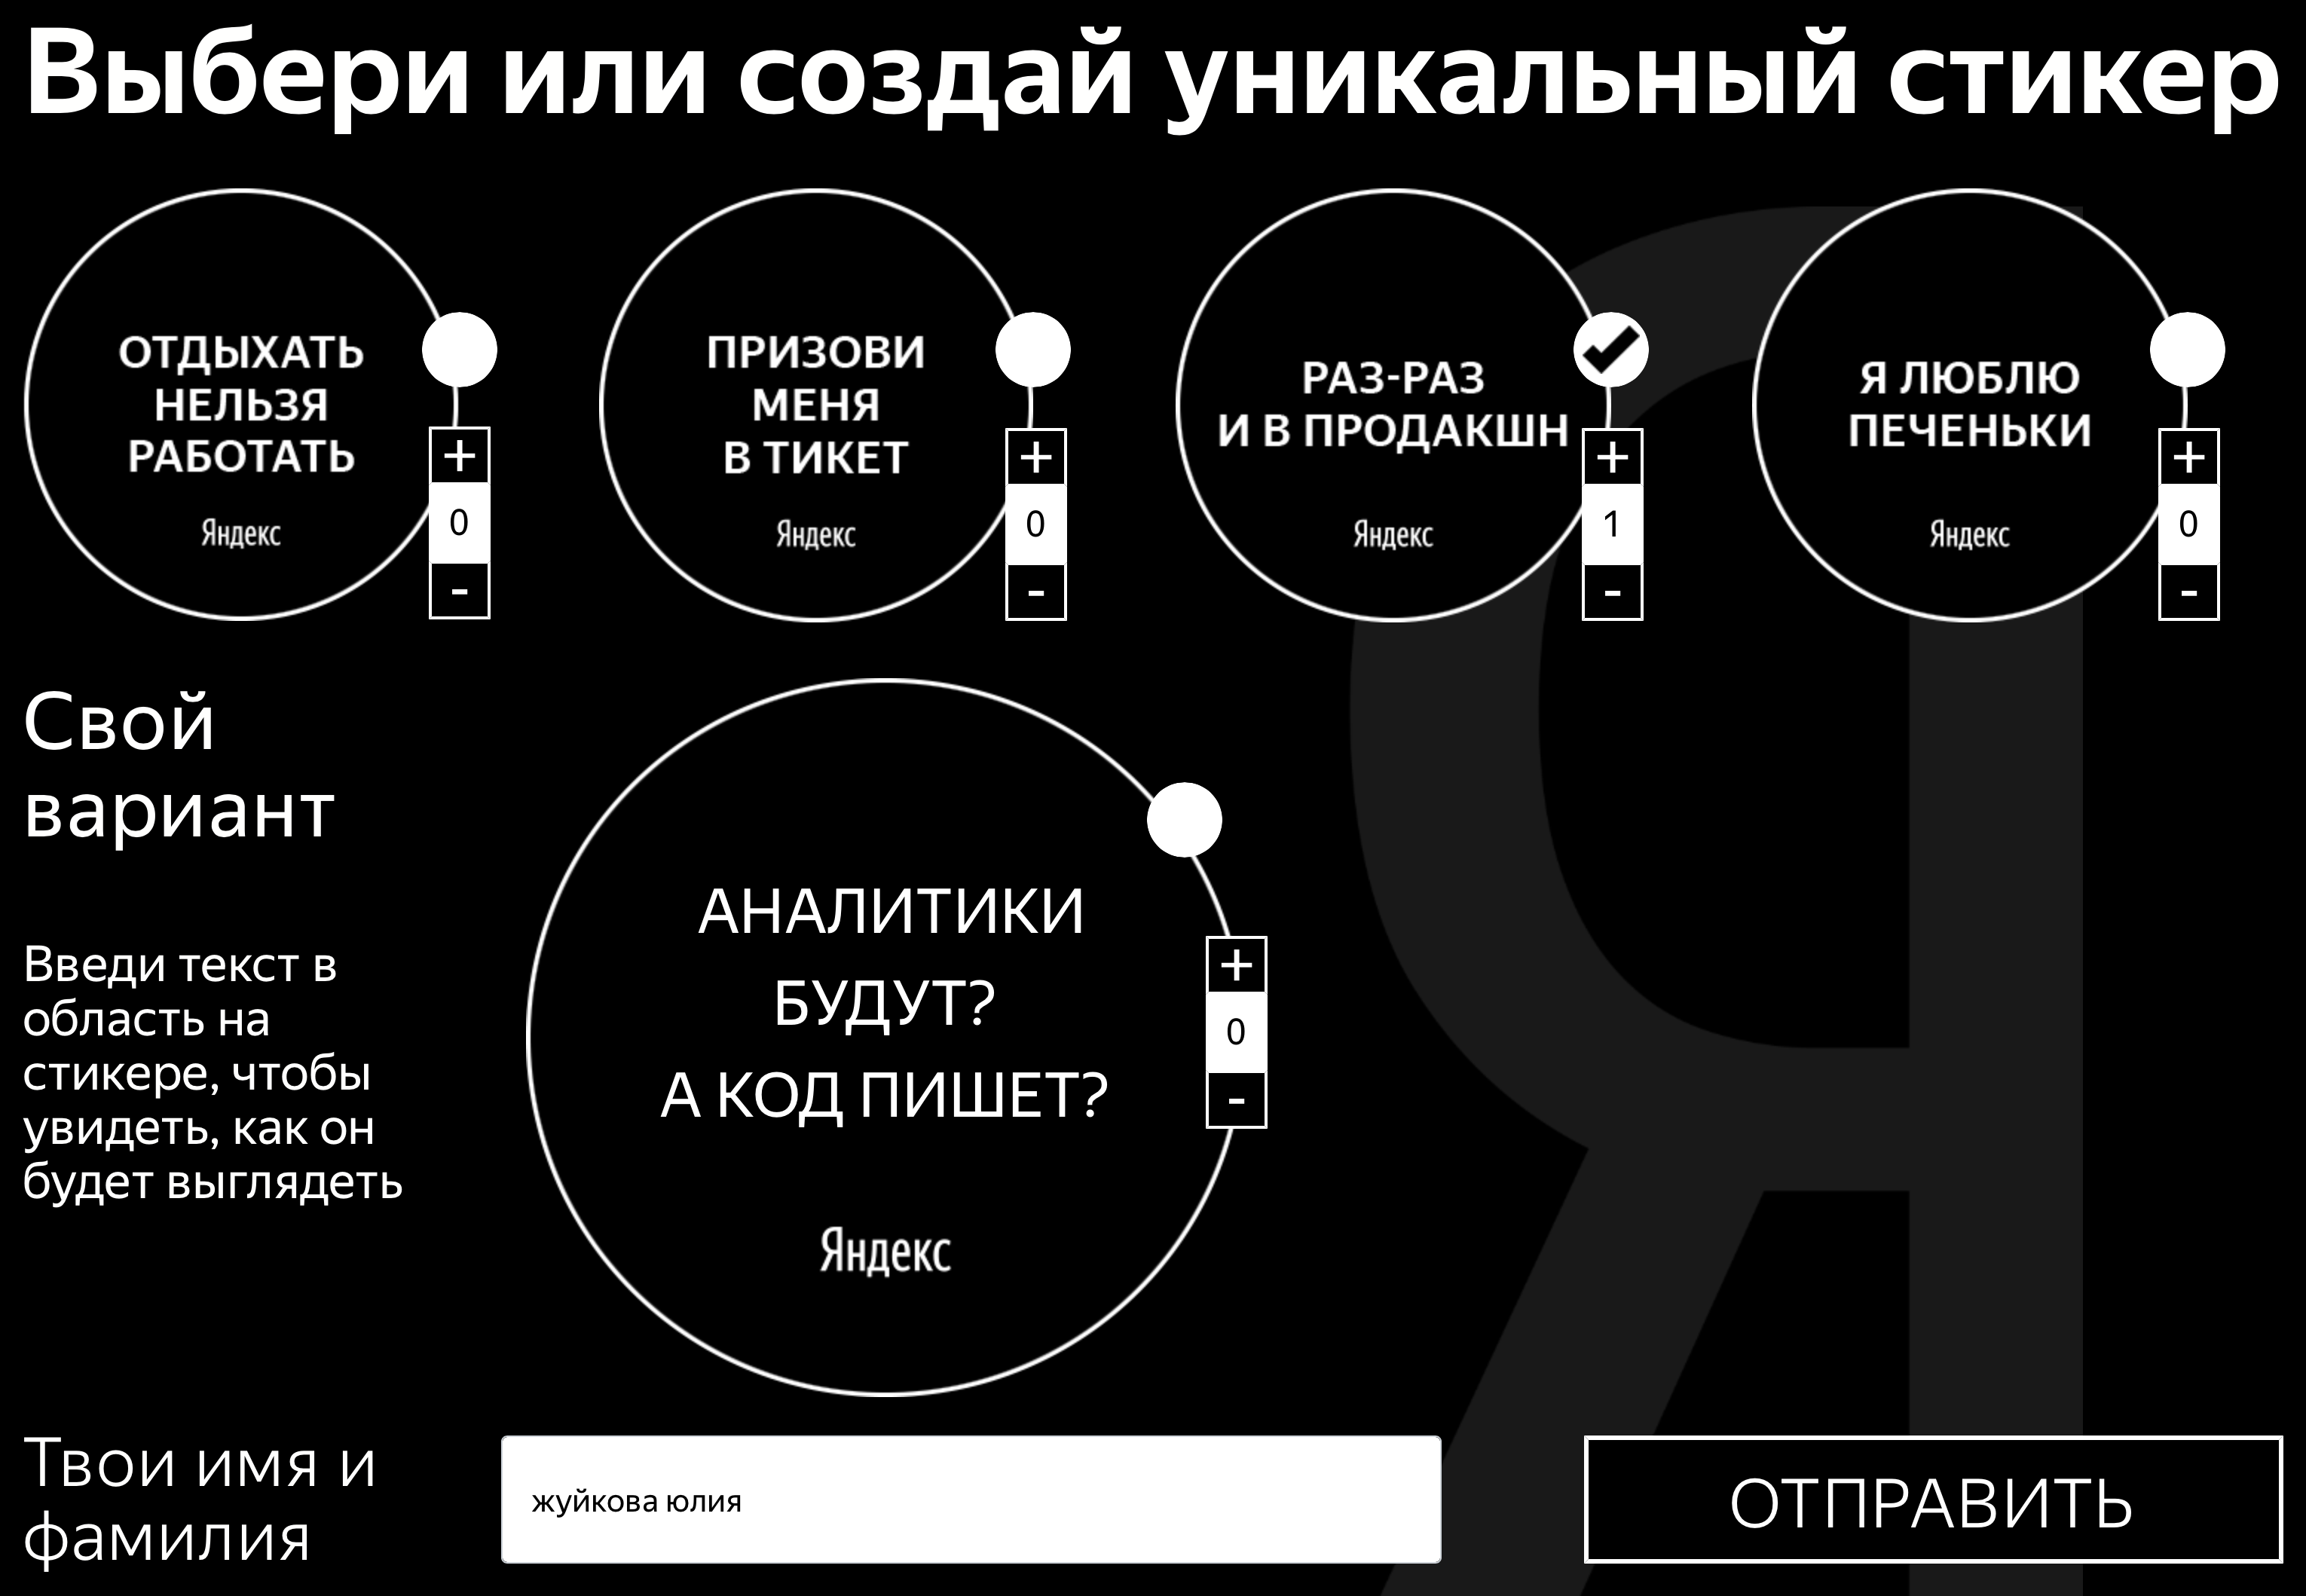 Выбери или создай уникальный стикер
ОТДЫХАТЬ
НЕЛЬЗЯ
РАБОТАТЬ
Яндекс
+
0
-
ПРИЗОВИ
МЕНЯ
В ТИКЕТ
Яндекс
+
0
-
РАЗ-РАЗ
И В ПРОДАКШН
Яндекс
+
1
-
Я ЛЮБЛЮ
ПЕЧЕНЬКИ
Яндекс
+
0
-
Свой
вариант
Введи текст в
область на
стикере, чтобы
увидеть, как он
будет выглядеть
АНАЛИТИКИ
БУДУТ?
А КОД ПИШЕТ?
Яндекс
+
0
-
Твои имя и
фамилия
жуйкова юлия
ОТПРАВИТЬ
Я